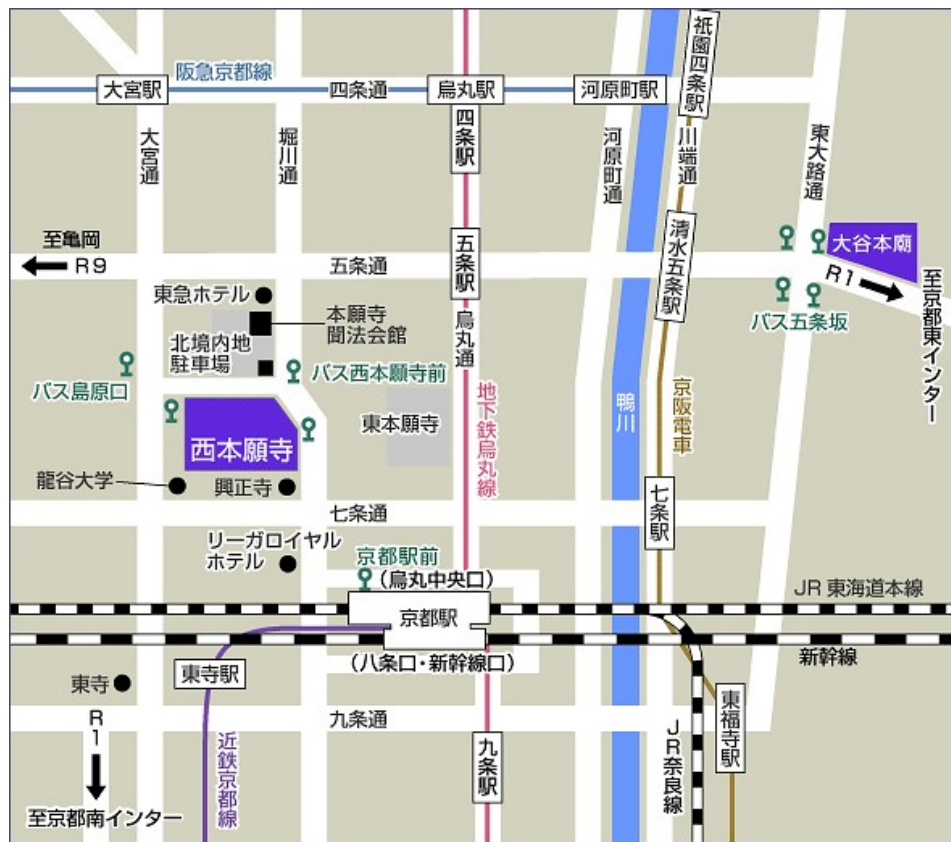 阪急京都線
大宮駅
四条通
烏丸駅
河原町駅
祇園四条駅
四条駅
大宮通
堀川通
河原町通
川端通
東大路通
至亀岡
R9
五条通
五条駅
清水五条駅
大谷本廟
R1
至京都東インター
バス五条坂
東急ホテル
本願寺
聞法会館
北境内地
駐車場
烏丸通
バス島原口
バス西本願寺前
西本願寺
東本願寺
地下鉄烏丸線
鴨川
京阪電車
龍谷大学
興正寺
七条通
七条駅
リーガロイヤル
ホテル
京都駅前
(烏丸中央口)
京都駅
JR 東海道本線
(八条口・新幹線口)
新幹線
東寺駅
東寺
九条通
東福寺駅
R1
近鉄京都線
九条駅
JR奈良線
至京都南インター